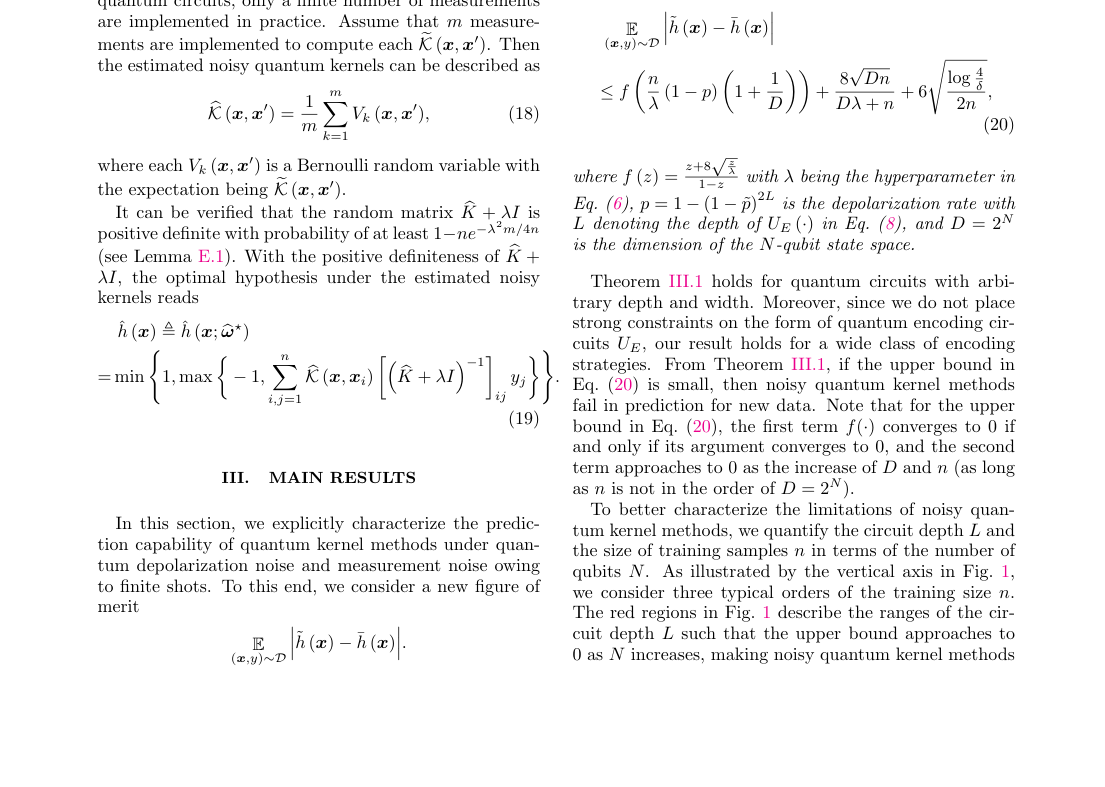 quantum circuits, only a finite number of measurements
are implemented in practice. Assume that m measure-
ments are implemented to compute each K̃ (x, x′). Then
the estimated noisy quantum kernels can be described as
K̂ (x, x′) = 1/m ∑_{k=1}^{m} V_k (x, x′), (18)
where each V_k (x, x′) is a Bernoulli random variable with
the expectation being K̃ (x, x′).
It can be verified that the random matrix K̂ + λI is
positive definite with probability of at least 1−ne^{−λ²m/4n}
(see Lemma E.1). With the positive definiteness of K̂ +
λI, the optimal hypothesis under the estimated noisy
kernels reads
ĥ (x) ≜ ĥ (x; ω̂*)
= min { 1, max { − 1, ∑_{i,j=1}^{n} K̂ (x, x_i) [ (K̂ + λI)^{−1} ]_{ij} y_j } }.
(19)
III. MAIN RESULTS
In this section, we explicitly characterize the predic-
tion capability of quantum kernel methods under quan-
tum depolarization noise and measurement noise owing
to finite shots. To this end, we consider a new figure of
merit
𝔼_{(x,y)∼D} | h̃ (x) − h̄ (x) |.
𝔼_{(x,y)∼D} | h̃ (x) − h̄ (x) |
≤ f ( n/λ (1 − p) ( 1 + 1/D ) ) + 8√(Dn)/(Dλ + n) + 6√(log (4/δ)/2n),
(20)
where f (z) = (z+8√(z/λ))/(1−z) with λ being the hyperparameter in
Eq. (6), p = 1 − (1 − p̃)^{2L} is the depolarization rate with
L denoting the depth of U_E (·) in Eq. (8), and D = 2^N
is the dimension of the N-qubit state space.
Theorem III.1 holds for quantum circuits with arbi-
trary depth and width. Moreover, since we do not place
strong constraints on the form of quantum encoding cir-
cuits U_E, our result holds for a wide class of encoding
strategies. From Theorem III.1, if the upper bound in
Eq. (20) is small, then noisy quantum kernel methods
fail in prediction for new data. Note that for the upper
bound in Eq. (20), the first term f(·) converges to 0 if
and only if its argument converges to 0, and the second
term approaches to 0 as the increase of D and n (as long
as n is not in the order of D = 2^N).
To better characterize the limitations of noisy quan-
tum kernel methods, we quantify the circuit depth L and
the size of training samples n in terms of the number of
qubits N. As illustrated by the vertical axis in Fig. 1,
we consider three typical orders of the training size n.
The red regions in Fig. 1 describe the ranges of the cir-
cuit depth L such that the upper bound approaches to
0 as N increases, making noisy quantum kernel methods